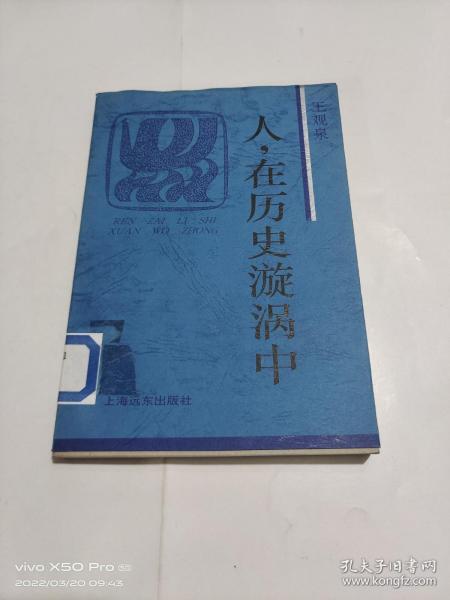 王观泉
人，在历史漩涡中
REN ZAI LI SHI
XUAN WO ZHONG
上海远东出版社
vivo X50 Pro 5G
2022/03/20 09:43
孔夫子旧书网
www.kongfz.com